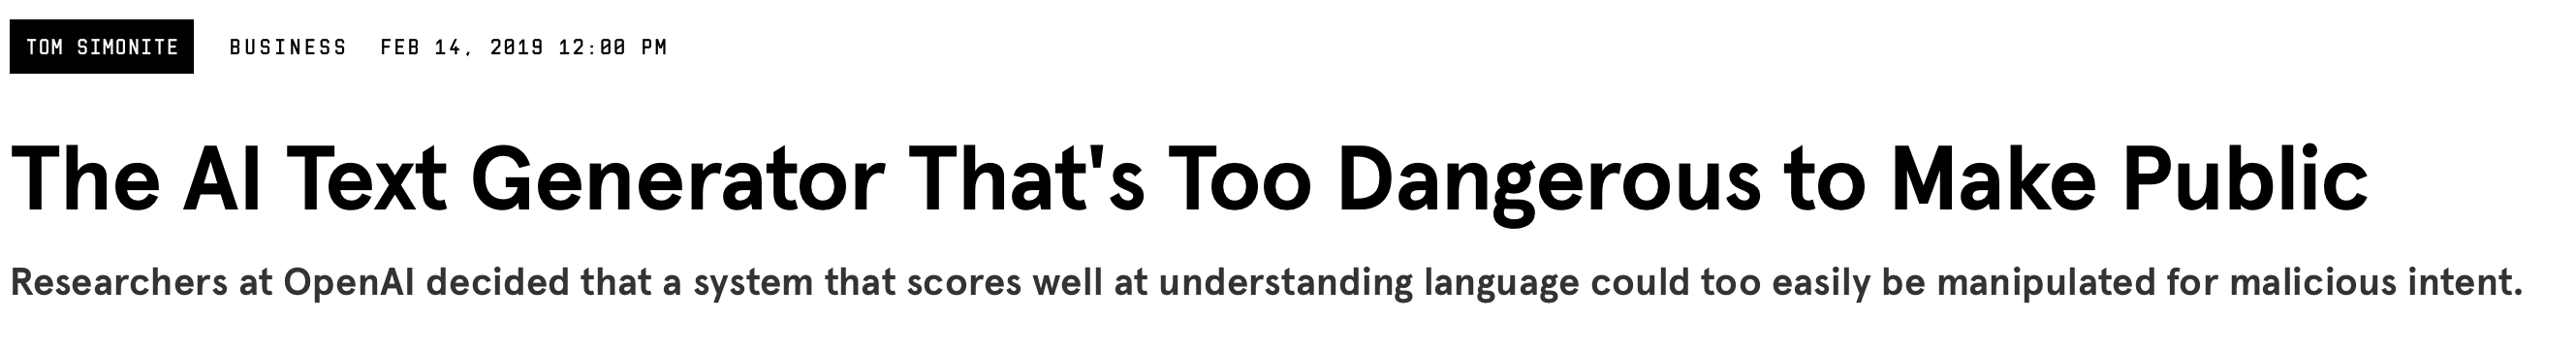 TOM SIMONITE BUSINESS FEB 14, 2019 12:00 PM
The AI Text Generator That's Too Dangerous to Make Public
Researchers at OpenAI decided that a system that scores well at understanding language could too easily be manipulated for malicious intent.